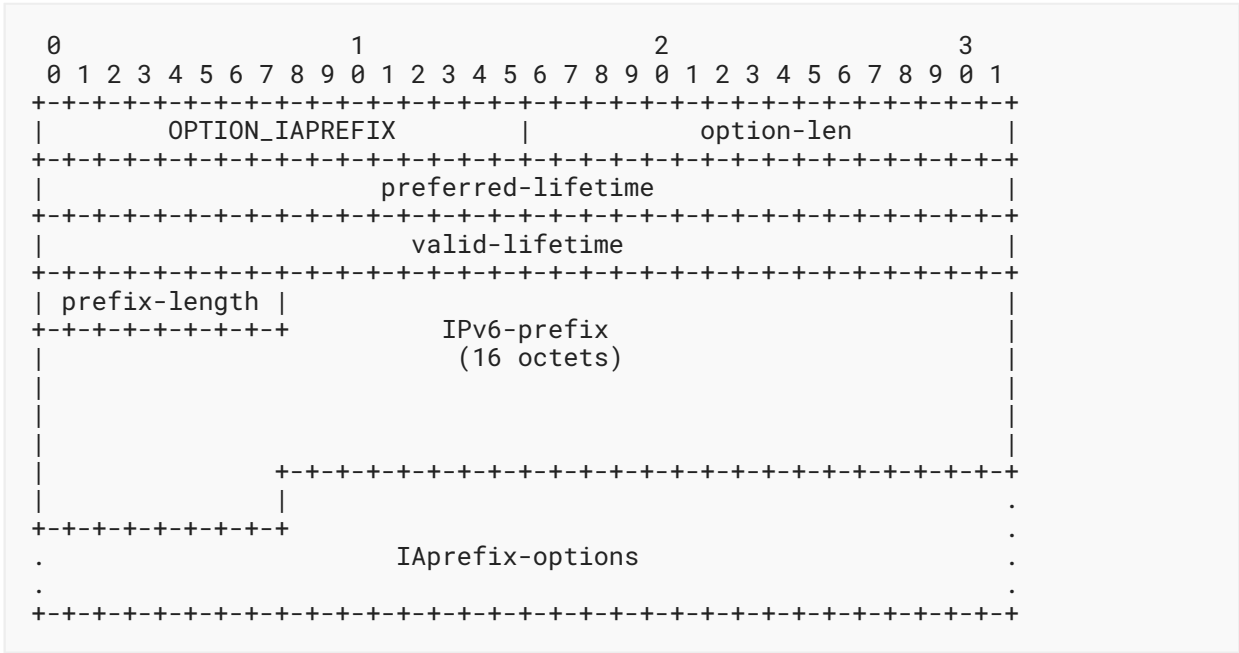 0                   1                   2                   3
 0 1 2 3 4 5 6 7 8 9 0 1 2 3 4 5 6 7 8 9 0 1 2 3 4 5 6 7 8 9 0 1
+-+-+-+-+-+-+-+-+-+-+-+-+-+-+-+-+-+-+-+-+-+-+-+-+-+-+-+-+-+-+-+-+
|        OPTION_IAPREFIX        |           option-len          |
+-+-+-+-+-+-+-+-+-+-+-+-+-+-+-+-+-+-+-+-+-+-+-+-+-+-+-+-+-+-+-+-+
|                      preferred-lifetime                       |
+-+-+-+-+-+-+-+-+-+-+-+-+-+-+-+-+-+-+-+-+-+-+-+-+-+-+-+-+-+-+-+-+
|                        valid-lifetime                         |
+-+-+-+-+-+-+-+-+-+-+-+-+-+-+-+-+-+-+-+-+-+-+-+-+-+-+-+-+-+-+-+-+
| prefix-length |                                               |
+-+-+-+-+-+-+-+-+          IPv6-prefix                          |
|                           (16 octets)                         |
|                                                               |
|                                                               |
|                                                               |
|               +-+-+-+-+-+-+-+-+-+-+-+-+-+-+-+-+-+-+-+-+-+-+-+-+
|               |                                               .
+-+-+-+-+-+-+-+-+                                               .
.                       IAprefix-options                        .
.                                                               .
+-+-+-+-+-+-+-+-+-+-+-+-+-+-+-+-+-+-+-+-+-+-+-+-+-+-+-+-+-+-+-+-+